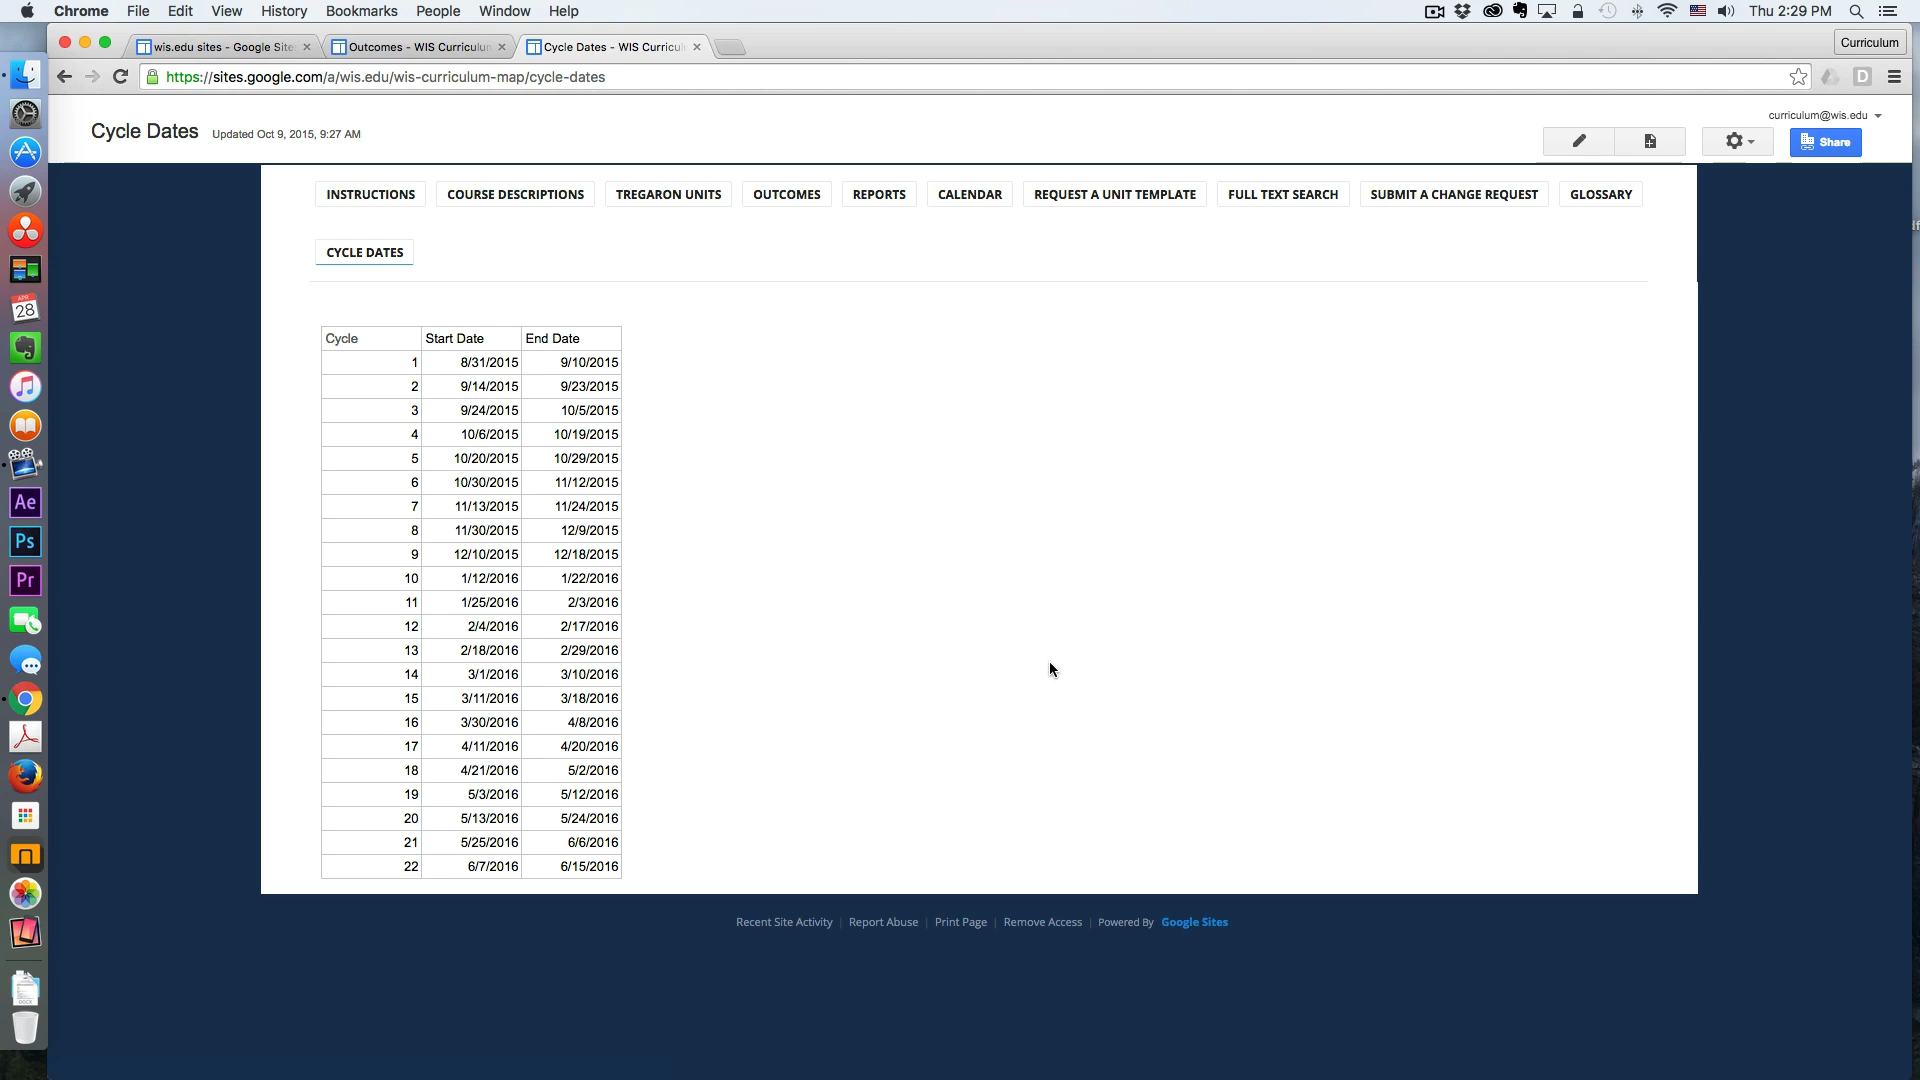 Chrome File Edit View History Bookmarks People Window Help Thu 2:29 PM
wis.edu sites - Google Site Outcomes - WIS Curriculun Cycle Dates - WIS Curricul Curriculum
https://sites.google.com/a/wis.edu/wis-curriculum-map/cycle-dates D
curriculum@wis.edu
Cycle Dates Updated Oct 9, 2015, 9:27 AM
Share
INSTRUCTIONS COURSE DESCRIPTIONS TREGARON UNITS OUTCOMES REPORTS CALENDAR REQUEST A UNIT TEMPLATE FULL TEXT SEARCH SUBMIT A CHANGE REQUEST GLOSSARY
CYCLE DATES
Cycle Start Date End Date
1 8/31/2015 9/10/2015
2 9/14/2015 9/23/2015
3 9/24/2015 10/5/2015
4 10/6/2015 10/19/2015
5 10/20/2015 10/29/2015
6 10/30/2015 11/12/2015
7 11/13/2015 11/24/2015
8 11/30/2015 12/9/2015
9 12/10/2015 12/18/2015
10 1/12/2016 1/22/2016
11 1/25/2016 2/3/2016
12 2/4/2016 2/17/2016
13 2/18/2016 2/29/2016
14 3/1/2016 3/10/2016
15 3/11/2016 3/18/2016
16 3/30/2016 4/8/2016
17 4/11/2016 4/20/2016
18 4/21/2016 5/2/2016
19 5/3/2016 5/12/2016
20 5/13/2016 5/24/2016
21 5/25/2016 6/6/2016
22 6/7/2016 6/15/2016
Recent Site Activity | Report Abuse | Print Page | Remove Access | Powered By Google Sites
APR
28
Ae
Ps
Pr
DOCX